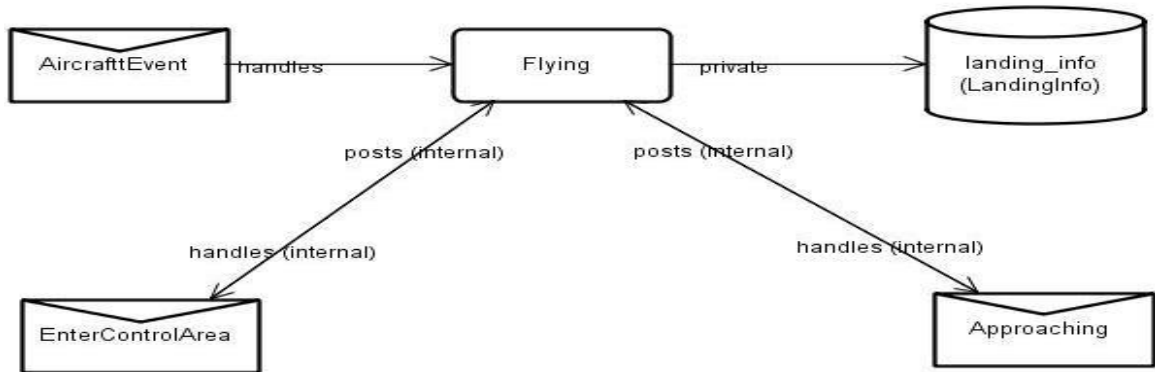 AircrafttEvent
handles
Flying
private
landing_info
(LandingInfo)
posts (internal)
posts (internal)
handles (internal)
handles (internal)
EnterControlArea
Approaching